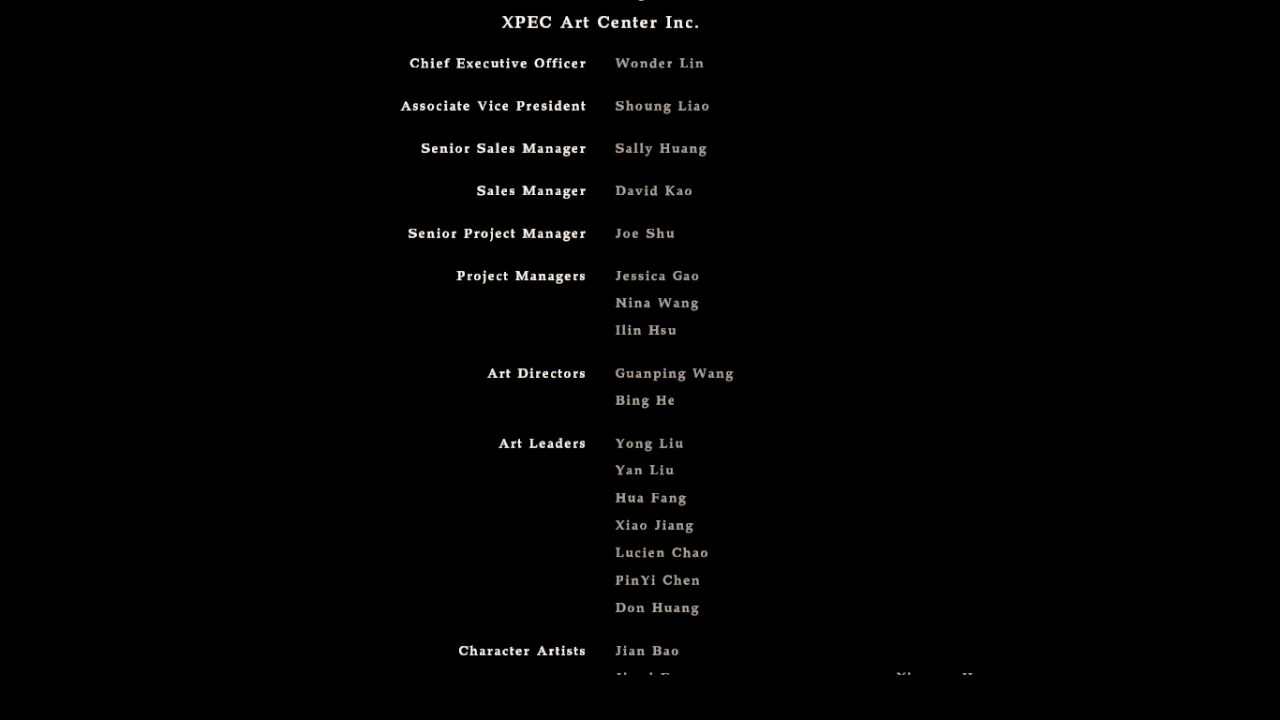 XPEC Art Center Inc.
Chief Executive Officer Wonder Lin
Associate Vice President Shoung Liao
Senior Sales Manager Sally Huang
Sales Manager David Kao
Senior Project Manager Joe Shu
Project Managers Jessica Gao
Nina Wang
Ilin Hsu
Art Directors Guanping Wang
Bing He
Art Leaders Yong Liu
Yan Liu
Hua Fang
Xiao Jiang
Lucien Chao
PinYi Chen
Don Huang
Character Artists Jian Bao